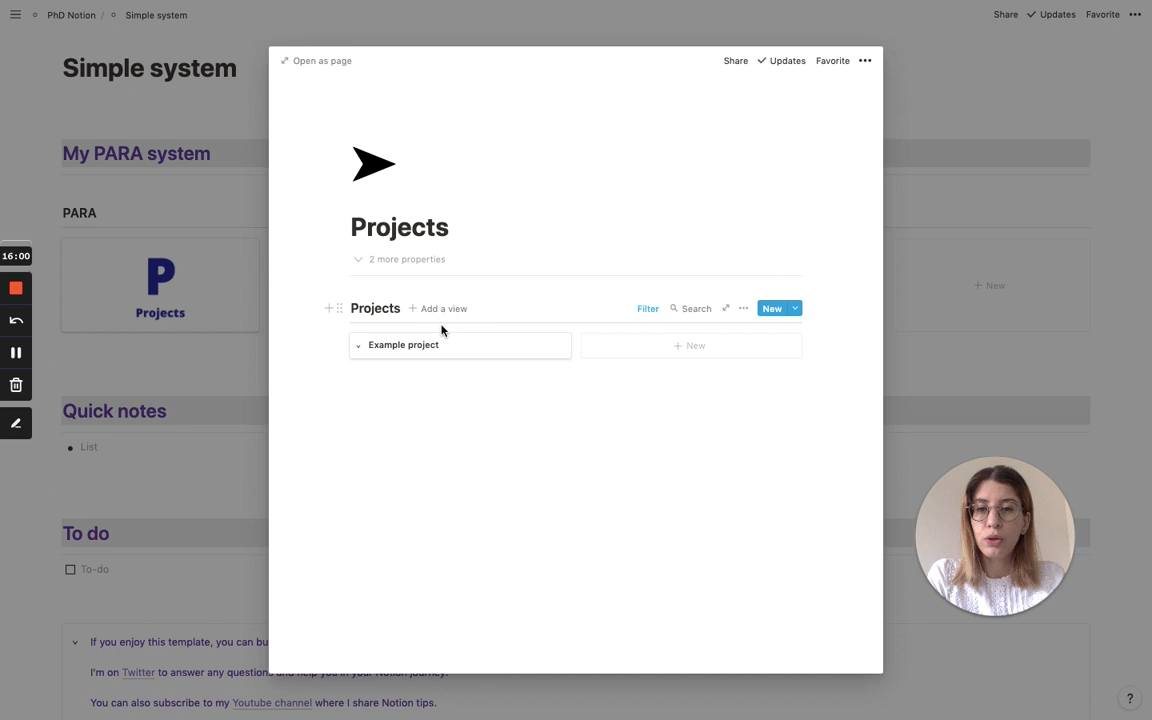 PhD Notion / Simple system
Share Updates Favorite •••
Simple system
Open as page
Share Updates Favorite •••
My PARA system
Projects
PARA
16:00
2 more properties
P
Projects
+ New
Projects + Add a view Filter Search ••• New
Example project + New
Quick notes
List
To do
To-do
If you enjoy this template, you can bu
I'm on Twitter to answer any questions and help you in your Notion journey.
You can also subscribe to my Youtube channel where I share Notion tips.
?